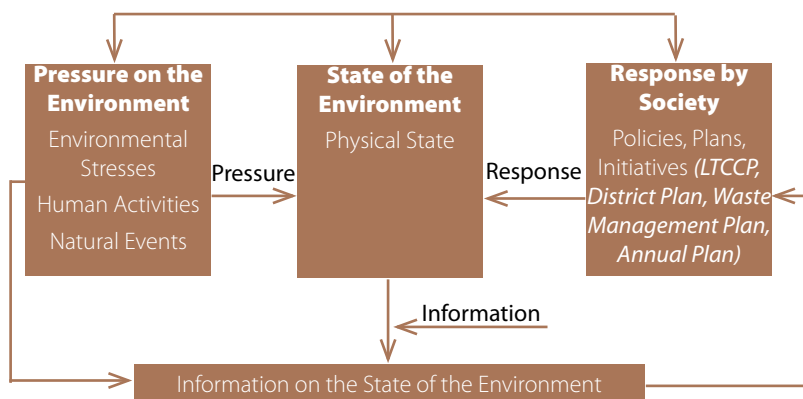 Pressure on the
Environment
Environmental
Stresses
Human Activities
Natural Events
Pressure
State of the
Environment
Physical State
Response
Response by
Society
Policies, Plans,
Initiatives (LTCCP,
District Plan, Waste
Management Plan,
Annual Plan)
Information
Information on the State of the Environment